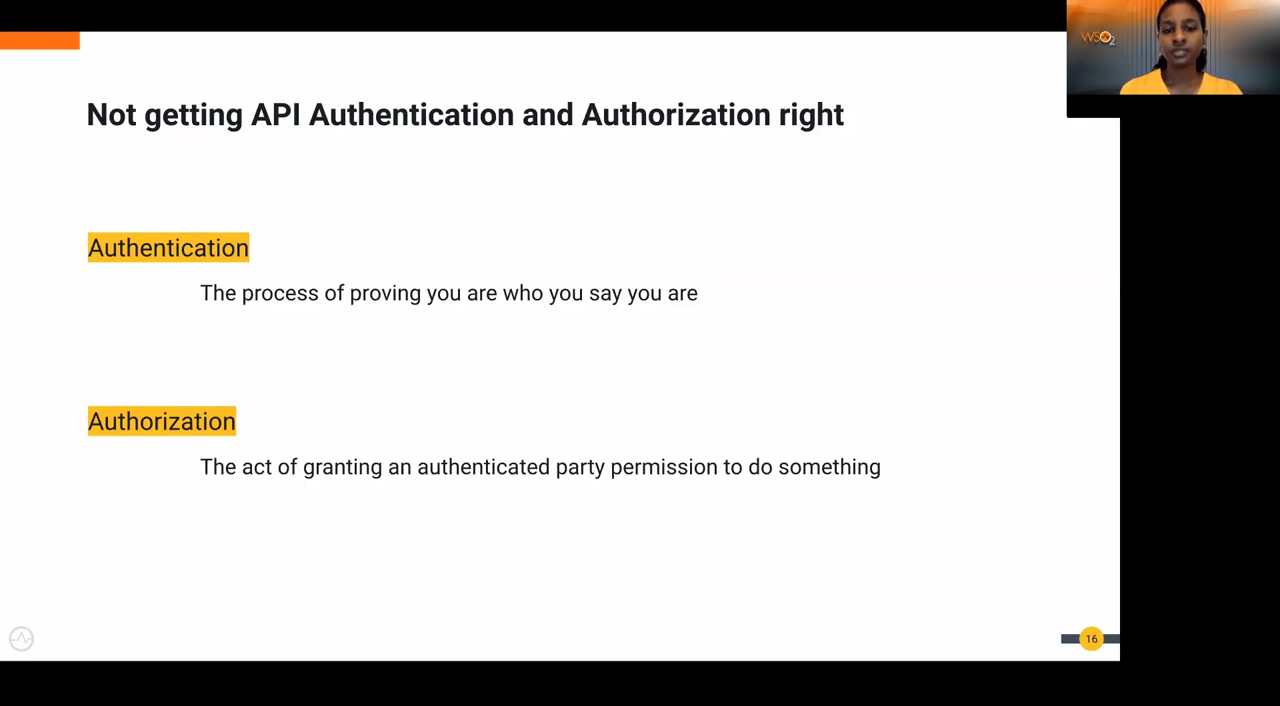 WSO2
Not getting API Authentication and Authorization right
Authentication
The process of proving you are who you say you are
Authorization
The act of granting an authenticated party permission to do something
16